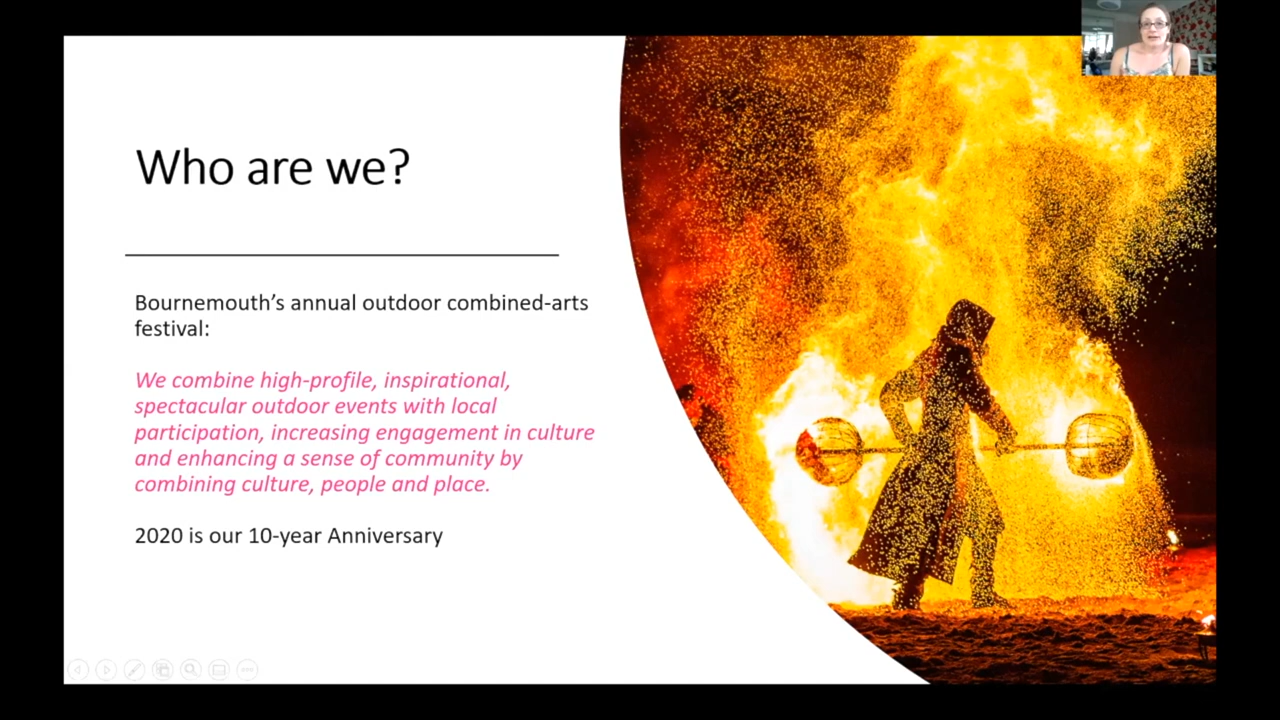 Who are we?
Bournemouth’s annual outdoor combined-arts
festival:
We combine high-profile, inspirational,
spectacular outdoor events with local
participation, increasing engagement in culture
and enhancing a sense of community by
combining culture, people and place.
2020 is our 10-year Anniversary